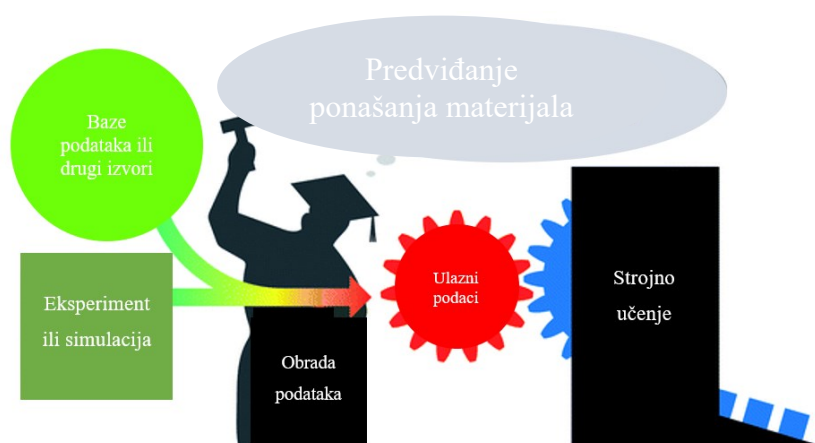 Predviđanje
ponašanja materijala
Baze
podataka ili
drugi izvori
Eksperiment
ili simulacija
Obrada
podataka
Ulazni
podaci
Strojno
učenje